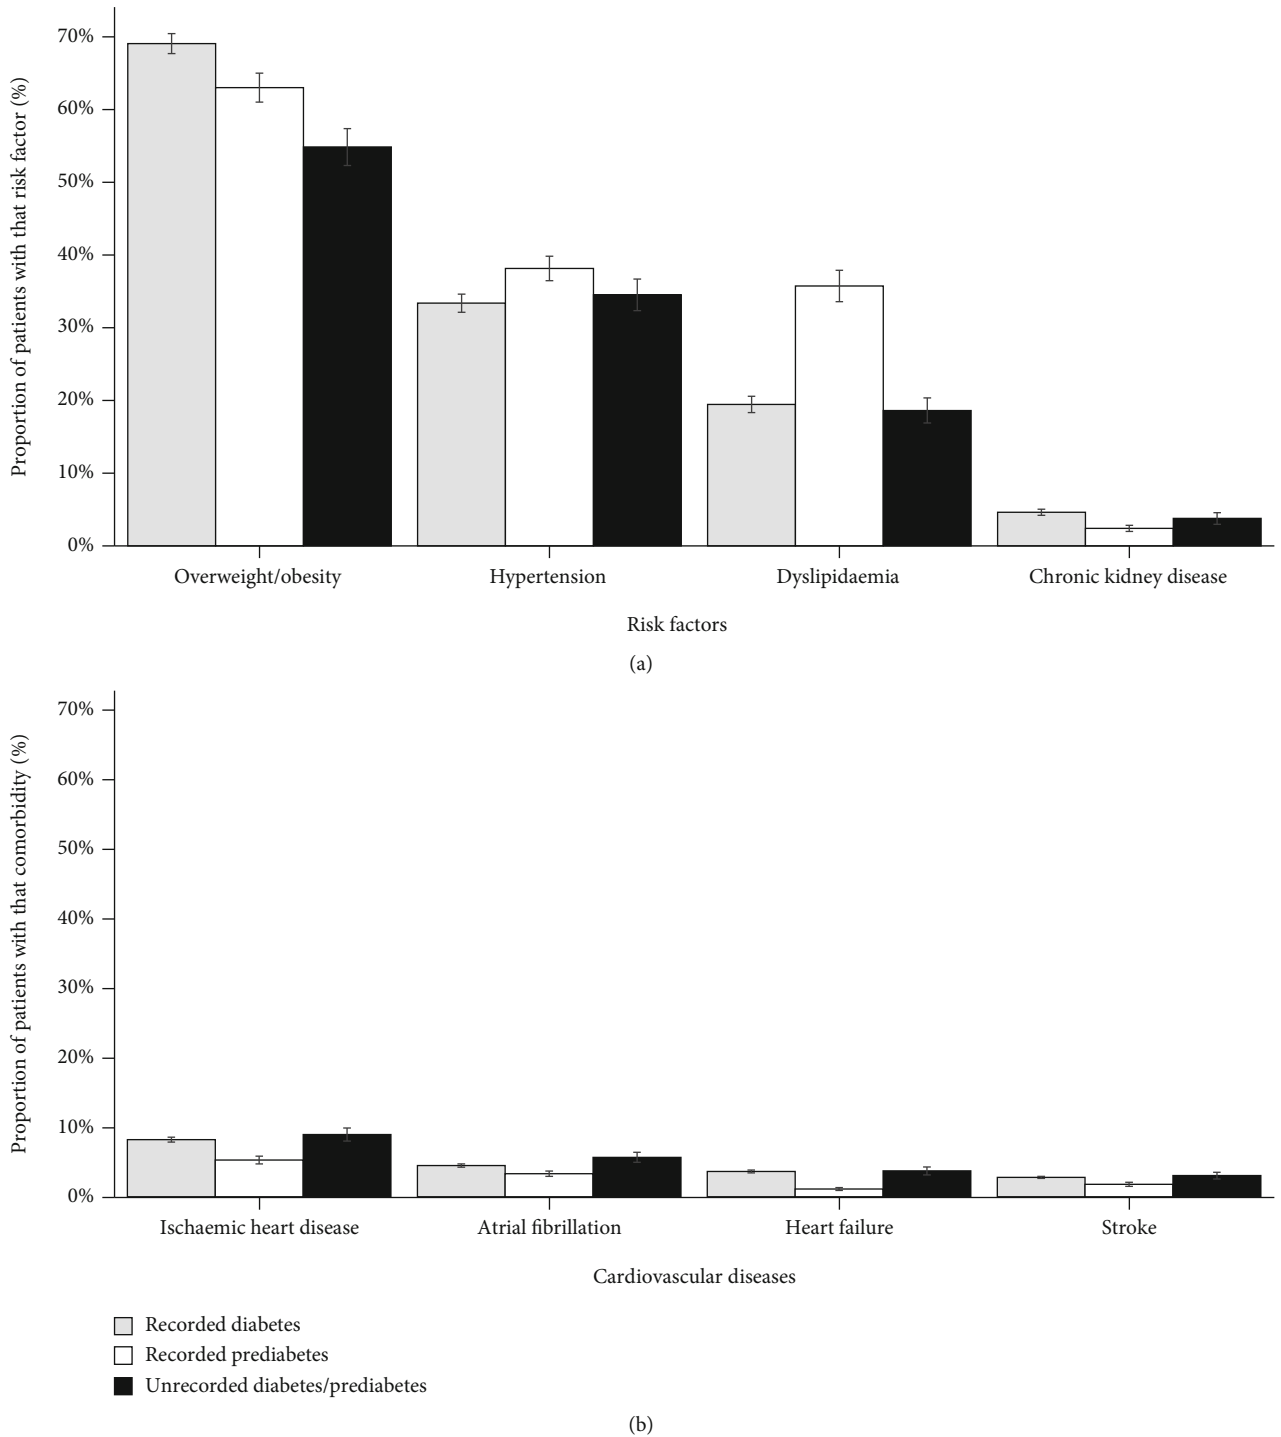 Proportion of patients with that risk factor (%)
70%
60%
50%
40%
30%
20%
10%
0%
Overweight/obesity
Hypertension
Dyslipidaemia
Chronic kidney disease
Risk factors
(a)
Proportion of patients with that comorbidity (%)
70%
60%
50%
40%
30%
20%
10%
0%
Ischaemic heart disease
Atrial fibrillation
Heart failure
Stroke
Cardiovascular diseases
Recorded diabetes
Recorded prediabetes
Unrecorded diabetes/prediabetes
(b)